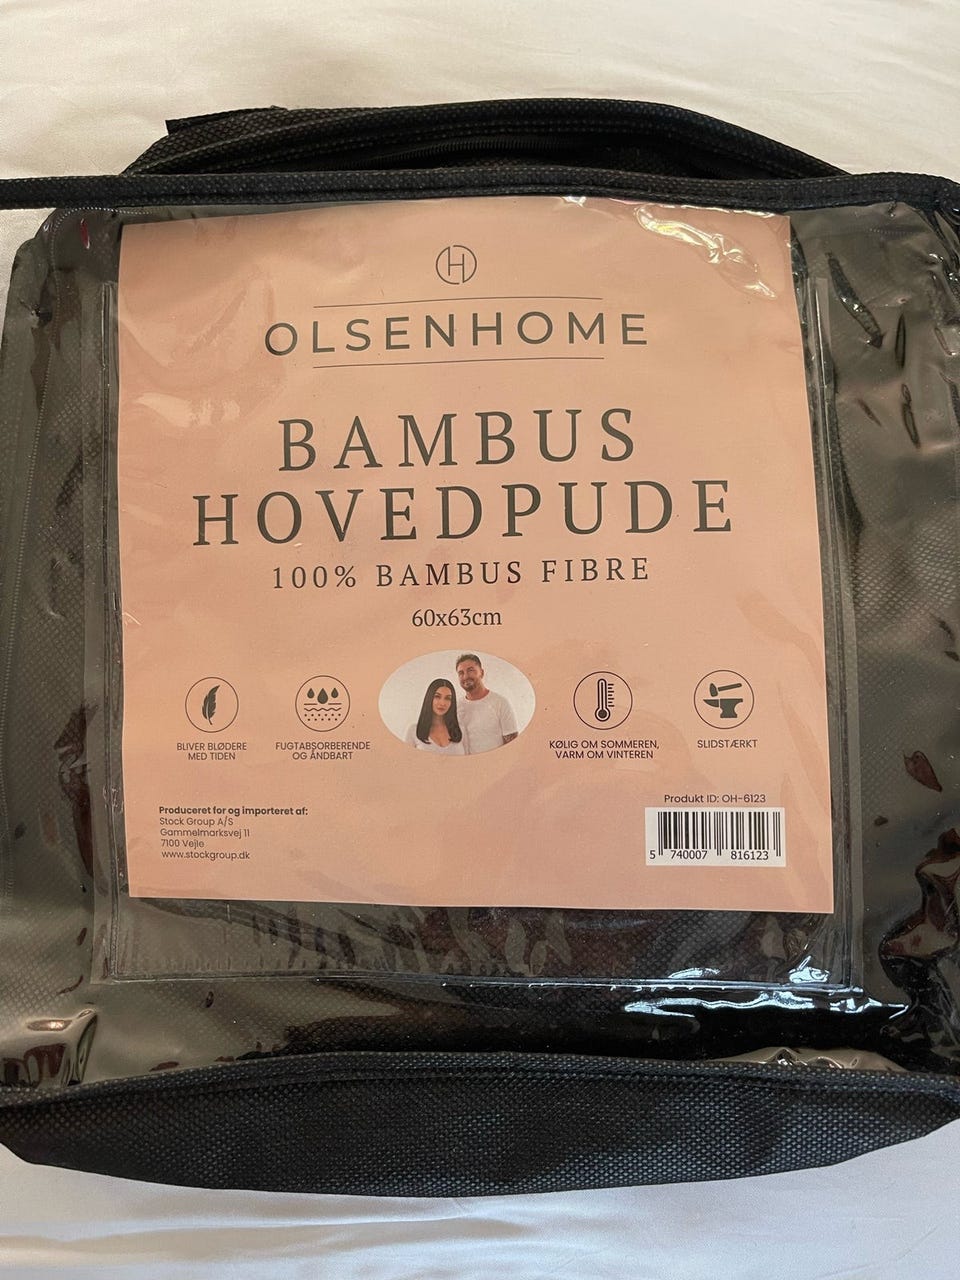 OLSENHOME
BAMBUS
HOVEDPUDE
100% BAMBUS FIBRE
60x63cm
BLIVER BLØDERE
MED TIDEN
FUGTABSORBERENDE
OG ÅNDBART
KØLIG OM SOMMEREN,
VARM OM VINTEREN
SLIDSTÆRKT
Produceret for og importeret af:
Stock Group A/S
Gammelmarksvej 11
7100 Vejle
www.stockgroup.dk
Produkt ID: OH-6123
5 740007 816123